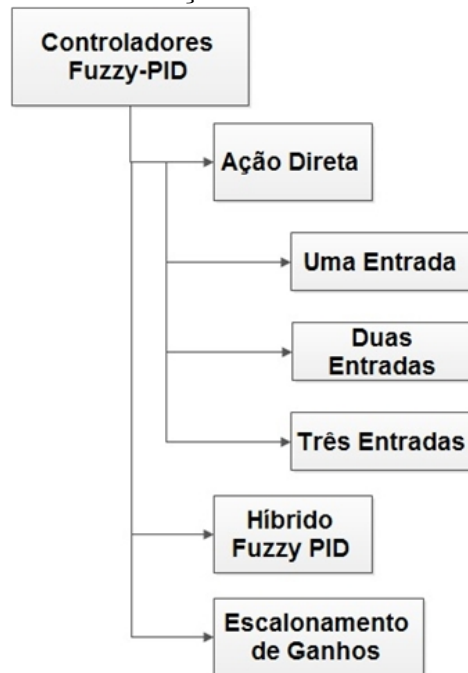 Controladores
Fuzzy-PID
Ação Direta
Uma Entrada
Duas
Entradas
Três Entradas
Híbrido
Fuzzy PID
Escalonamento
de Ganhos